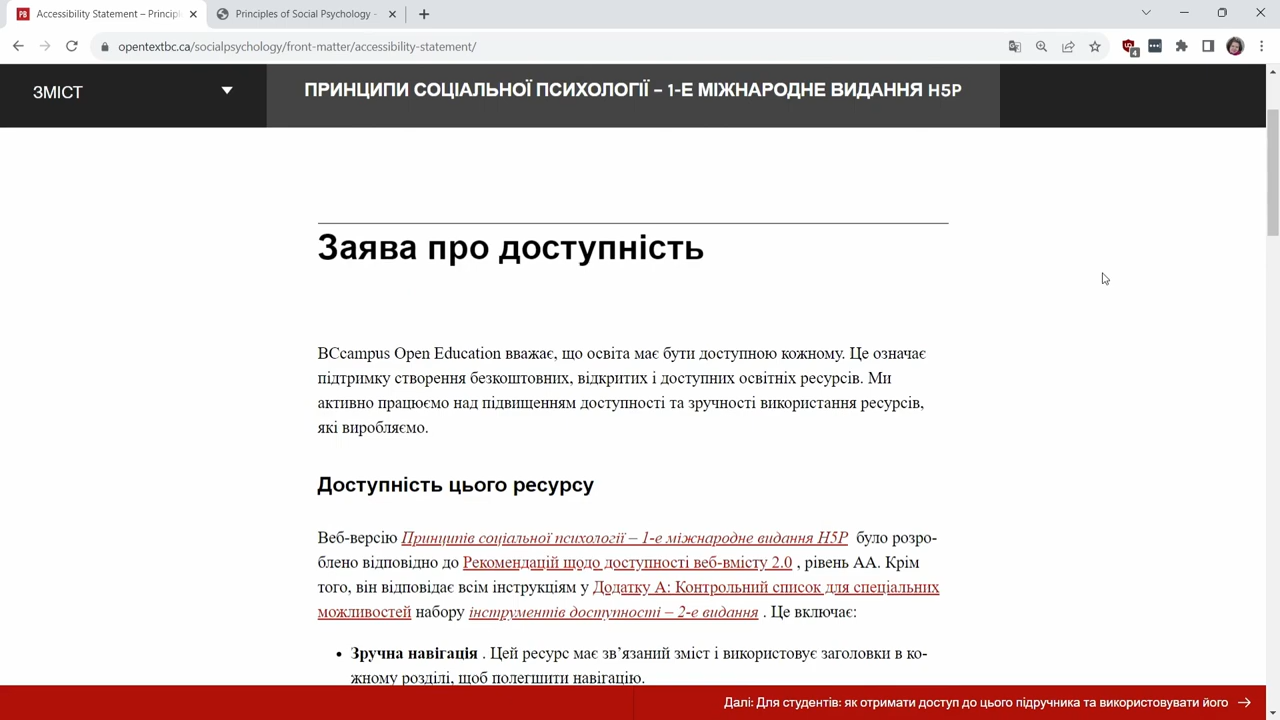 Accessibility Statement – Princip
Principles of Social Psychology -
opentextbc.ca/socialpsychology/front-matter/accessibility-statement/
4
ЗМІСТ
ПРИНЦИПИ СОЦІАЛЬНОЇ ПСИХОЛОГІЇ – 1-Е МІЖНАРОДНЕ ВИДАННЯ H5P
Заява про доступність
BCcampus Open Education вважає, що освіта має бути доступною кожному. Це означає
підтримку створення безкоштовних, відкритих і доступних освітніх ресурсів. Ми
активно працюємо над підвищенням доступності та зручності використання ресурсів,
які виробляємо.
Доступність цього ресурсу
Веб-версію Принципів соціальної психології – 1-е міжнародне видання H5P було розро-
блено відповідно до Рекомендацій щодо доступності веб-вмісту 2.0 , рівень AA. Крім
того, він відповідає всім інструкціям у Додатку А: Контрольний список для спеціальних
можливостей набору інструментів доступності – 2-е видання . Це включає:
• Зручна навігація . Цей ресурс має зв’язаний зміст і використовує заголовки в ко-
жному розділі, щоб полегшити навігацію.
Далі: Для студентів: як отримати доступ до цього підручника та використовувати його →